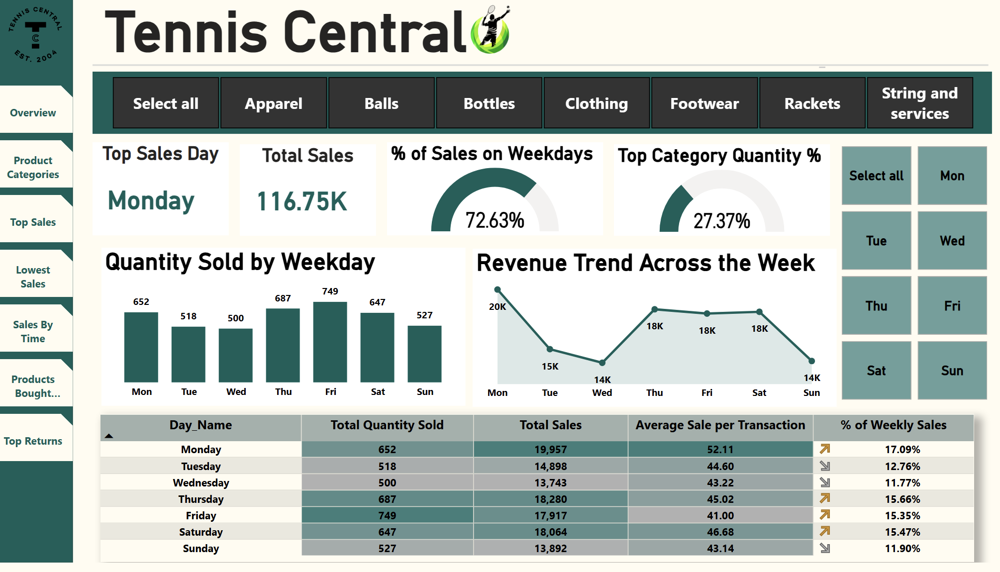 TENNIS CENTRAL
T
C
EST. 2004
Tennis Central
Overview
Product
Categories
Top Sales
Lowest
Sales
Sales By
Time
Products
Bought...
Top Returns
Select all
Apparel
Balls
Bottles
Clothing
Footwear
Rackets
String and
services
Top Sales Day
Monday
Total Sales
116.75K
% of Sales on Weekdays
72.63%
Top Category Quantity %
27.37%
Select all
Mon
Tue
Wed
Thu
Fri
Sat
Sun
Quantity Sold by Weekday
652
518
500
687
749
647
527
Mon Tue Wed Thu Fri Sat Sun
Revenue Trend Across the Week
20K
15K
14K
18K
18K
18K
14K
Mon Tue Wed Thu Fri Sat Sun
Day_Name Total Quantity Sold Total Sales Average Sale per Transaction % of Weekly Sales
Monday 652 19,957 52.11 17.09%
Tuesday 518 14,898 44.60 12.76%
Wednesday 500 13,743 43.22 11.77%
Thursday 687 18,280 45.02 15.66%
Friday 749 17,917 41.00 15.35%
Saturday 647 18,064 46.68 15.47%
Sunday 527 13,892 43.14 11.90%